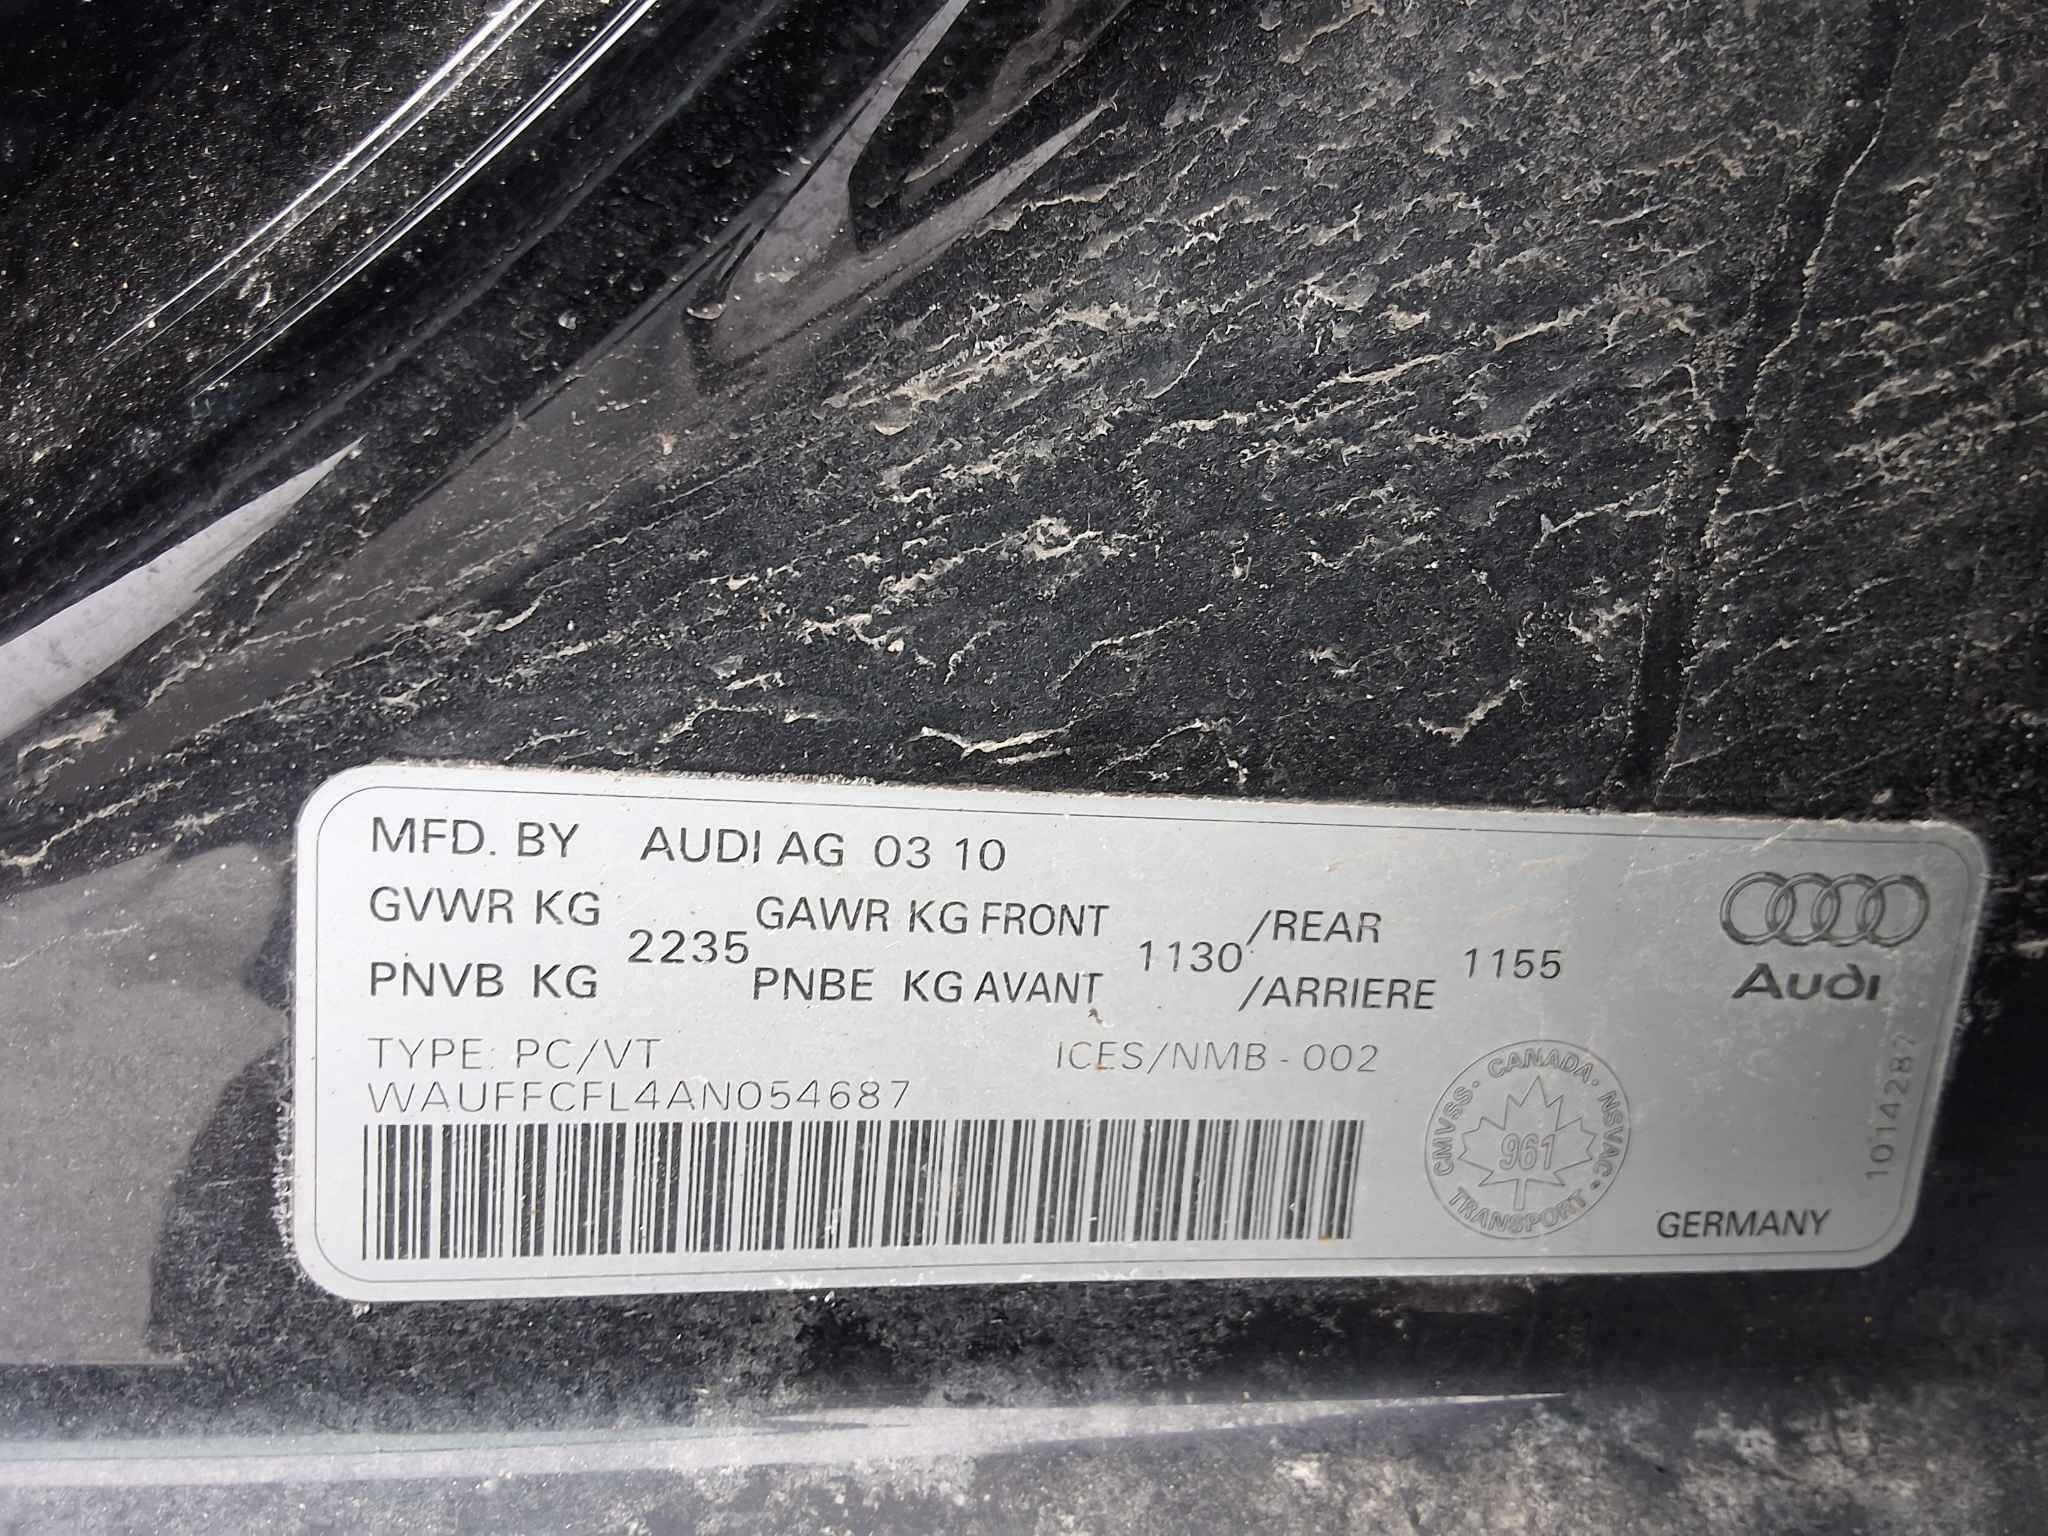 MFD. BY AUDI AG 03 10
GVWR KG 2235 GAWR KG FRONT 1130 /REAR 1155
PNVB KG PNBE KG AVANT /ARRIERE
TYPE: PC/VT ICES/NMB - 002
WAUFFCFL4AN054687
Audi
1014287
CMVSS. · CANADA. · NSVAC.
961
TRANSPORT
GERMANY